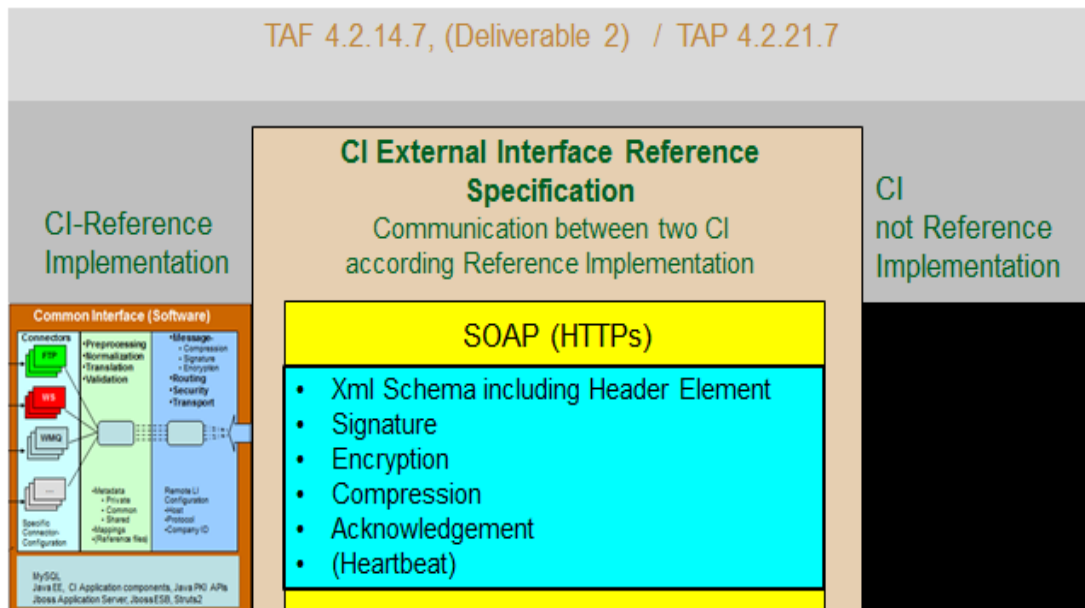 TAF 4.2.14.7, (Deliverable 2) / TAP 4.2.21.7
CI External Interface Reference
Specification
Communication between two CI
according Reference Implementation
CI-Reference
Implementation
CI
not Reference
Implementation
Common Interface (Software)
Connectors
FTP
WS
WMQ
...
Specific
Connector-
Configuration
•Preprocessing
•Normalization
•Translation
•Validation
•Metadata
• Private
• Common
• Shared
•Mappings
•(Reference files)
•Message-
• Compression
• Signature
• Encryption
•Routing
•Security
•Transport
Remote LI
Configuration
•Host
•Protocol
•Company ID
MySQL
Java EE, CI Application components, Java PKI APIs
Jboss Application Server, Jboss ESB, Struts2
SOAP (HTTPs)
• Xml Schema including Header Element
• Signature
• Encryption
• Compression
• Acknowledgement
• (Heartbeat)